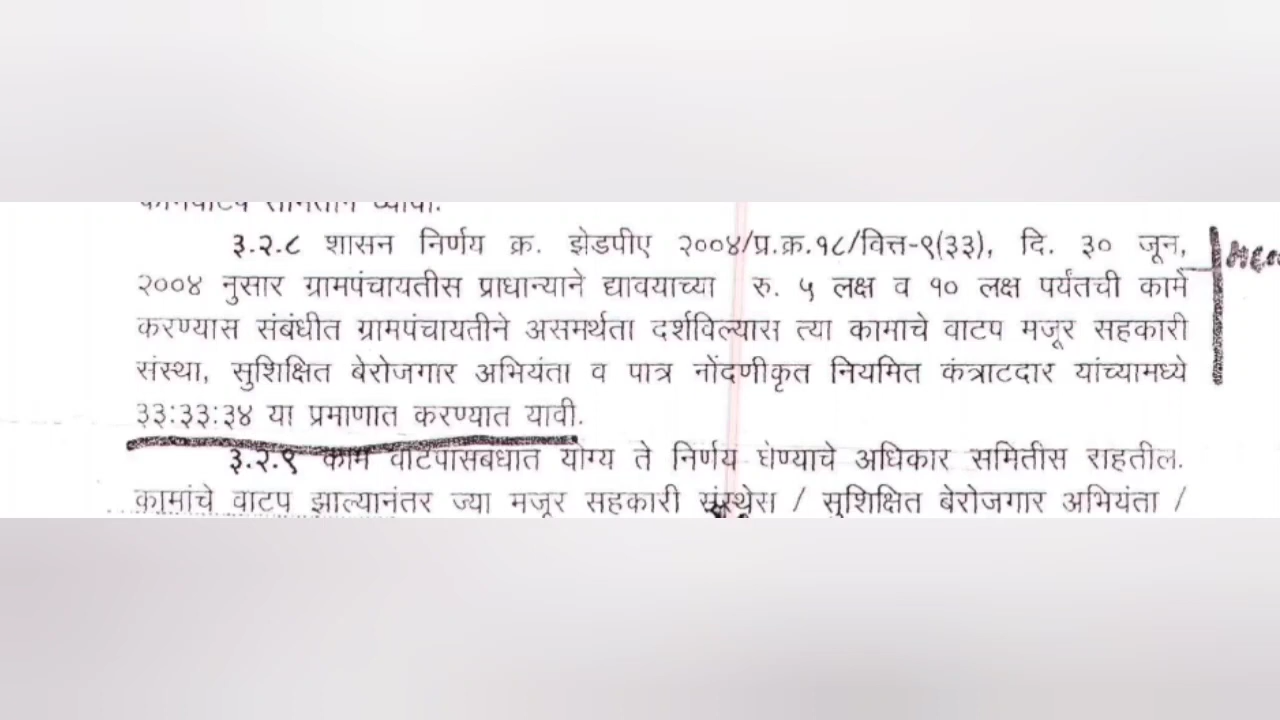 ३.२.८ शासन निर्णय क्र. झेडपीए २००४/प्र.क्र.१८/वित्त-९(३३), दि. ३० जून,
२००४ नुसार ग्रामपंचायतीस प्राधान्याने द्यावयाच्या रु. ५ लक्ष व १० लक्ष पर्यंतची कामे
करण्यास संबंधीत ग्रामपंचायतीने असमर्थता दर्शविल्यास त्या कामाचे वाटप मजूर सहकारी
संस्था, सुशिक्षित बेरोजगार अभियंता व पात्र नोंदणीकृत नियमित कंत्राटदार यांच्यामध्ये
३३:३३:३४ या प्रमाणात करण्यात यावी.
३.२.९ काम वाटपासबंधात योग्य ते निर्णय घेण्याचे अधिकार समितीस राहतील.
कामांचे वाटप झाल्यानंतर ज्या मजूर सहकारी संस्थेस / सुशिक्षित बेरोजगार अभियंता /